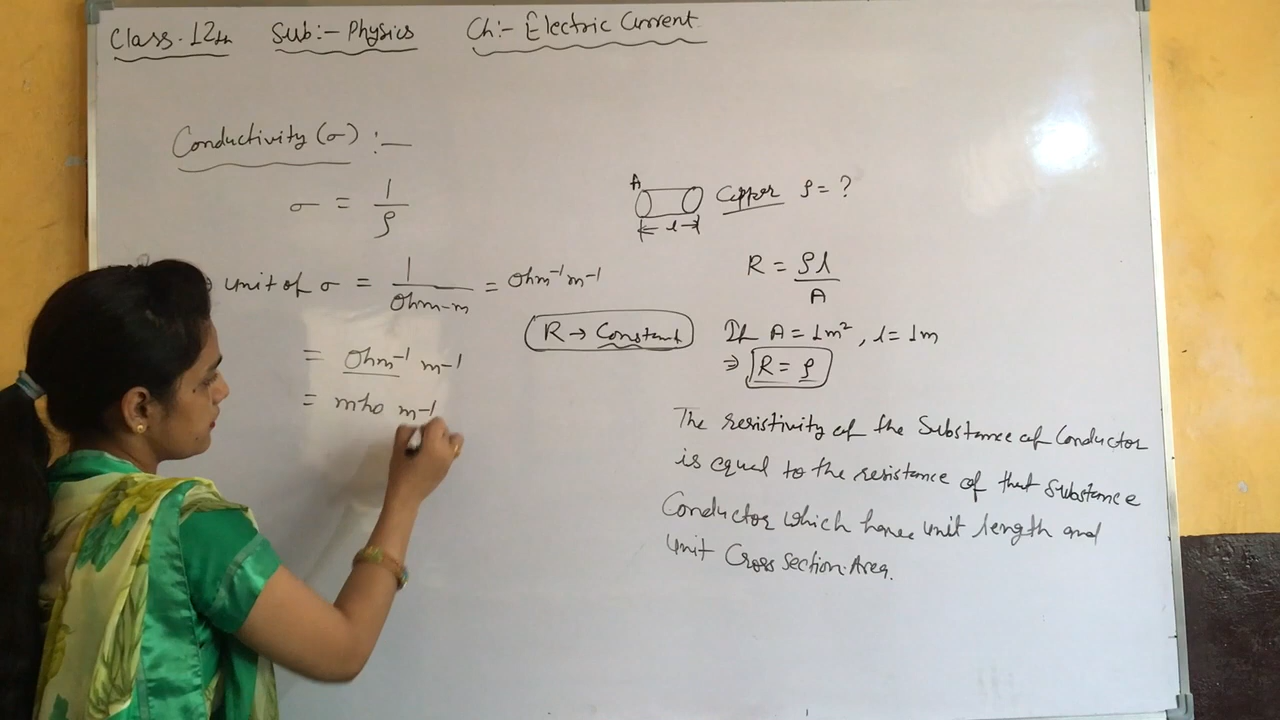 Class. 12th Sub:- Physics Ch:- Electric Current
Conductivity (σ) :-
σ = 1/ρ
unit of σ = 1/Ohm-m = Ohm⁻¹ m⁻¹
= Ohm⁻¹ m⁻¹
= mho m⁻¹
A
l
Copper ρ = ?
R = ρl/A
R → Constant
If A = 1m², l = 1m
⇒ R = ρ
The resistivity of the Substance of Conductor
is equal to the resistance of that substance
Conductor which have unit length and
Unit Cross section Area.